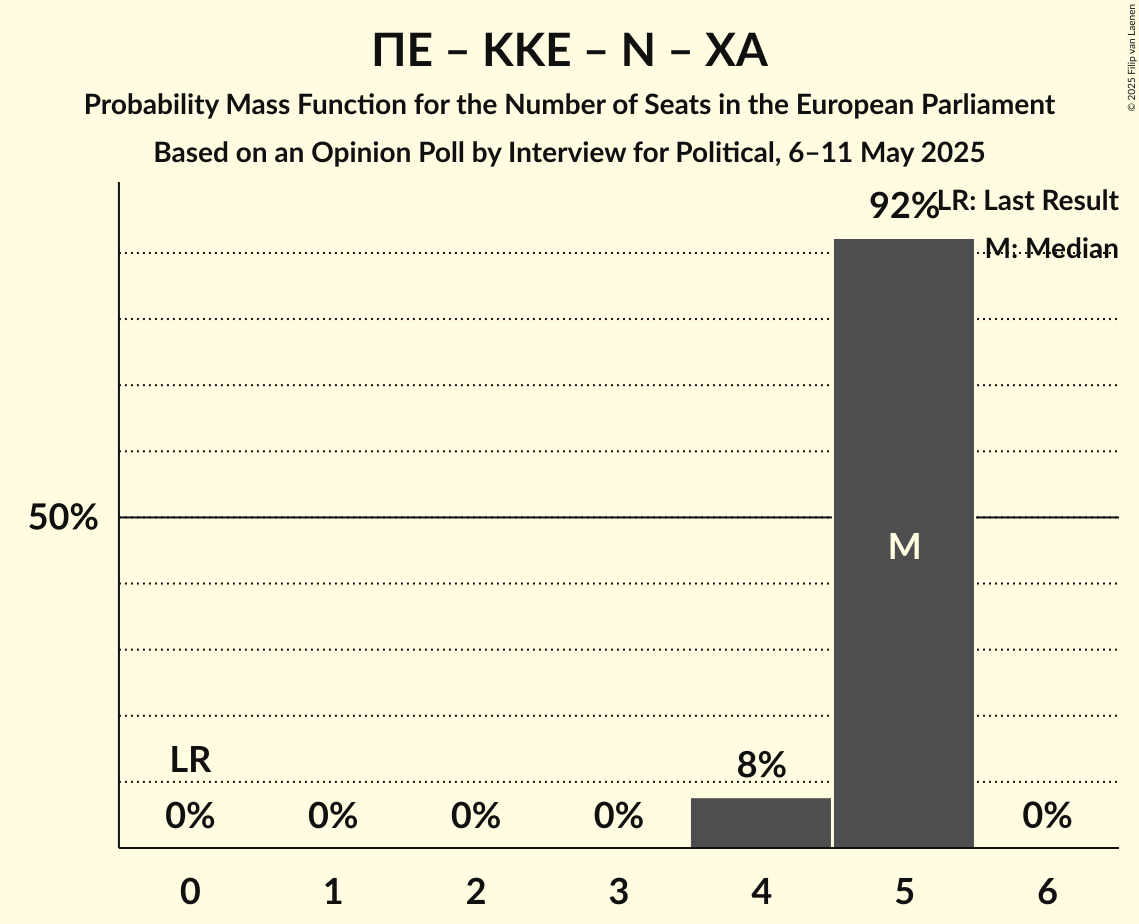 ΠΕ – ΚΚΕ – Ν – ΧΑ
Probability Mass Function for the Number of Seats in the European Parliament
Based on an Opinion Poll by Interview for Political, 6–11 May 2025
© 2025 Filip van Laenen
LR: Last Result
M: Median
92%
50%
M
LR
8%
0%
0%
0%
0%
0%
0
1
2
3
4
5
6